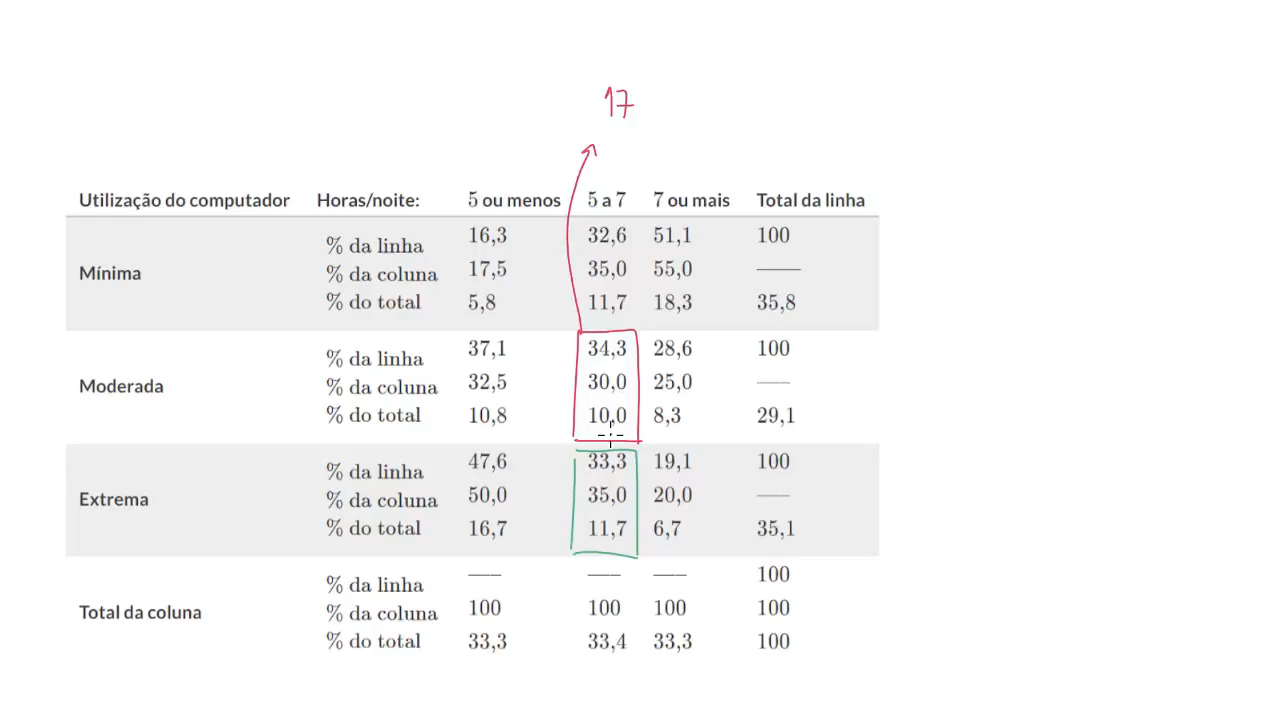 17
Utilização do computador Horas/noite: 5 ou menos 5 a 7 7 ou mais Total da linha
Mínima
% da linha 16,3 32,6 51,1 100
% da coluna 17,5 35,0 55,0 —
% do total 5,8 11,7 18,3 35,8
Moderada
% da linha 37,1 34,3 28,6 100
% da coluna 32,5 30,0 25,0 —
% do total 10,8 10,0 8,3 29,1
Extrema
% da linha 47,6 33,3 19,1 100
% da coluna 50,0 35,0 20,0 —
% do total 16,7 11,7 6,7 35,1
Total da coluna
% da linha — — — 100
% da coluna 100 100 100 100
% do total 33,3 33,4 33,3 100